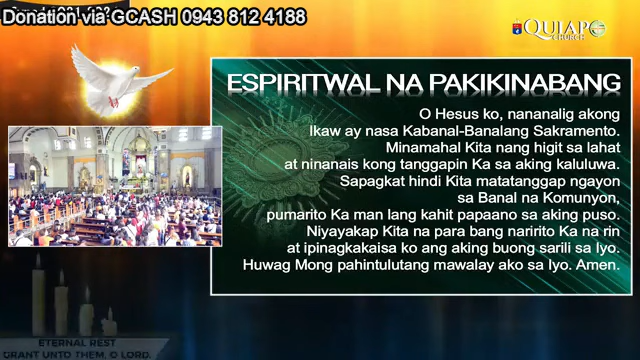 Donation via GCASH 0943 812 4188
QUIAPO
CHURCH
ESPIRITWAL NA PAKIKINABANG
O Hesus ko, nananalig akong
Ikaw ay nasa Kabanal-Banalang Sakramento.
Minamahal Kita nang higit sa lahat
at ninanais kong tanggapin Ka sa aking kaluluwa.
Sapagkat hindi Kita matatanggap ngayon
sa Banal na Komunyon,
pumarito Ka man lang kahit papaano sa aking puso.
Niyayakap Kita na para bang naririto Ka na rin
at ipinagkakaisa ko ang aking buong sarili sa Iyo.
Huwag Mong pahintulutang mawalay ako sa Iyo. Amen.
ETERNAL REST
GRANT UNTO THEM, O LORD.